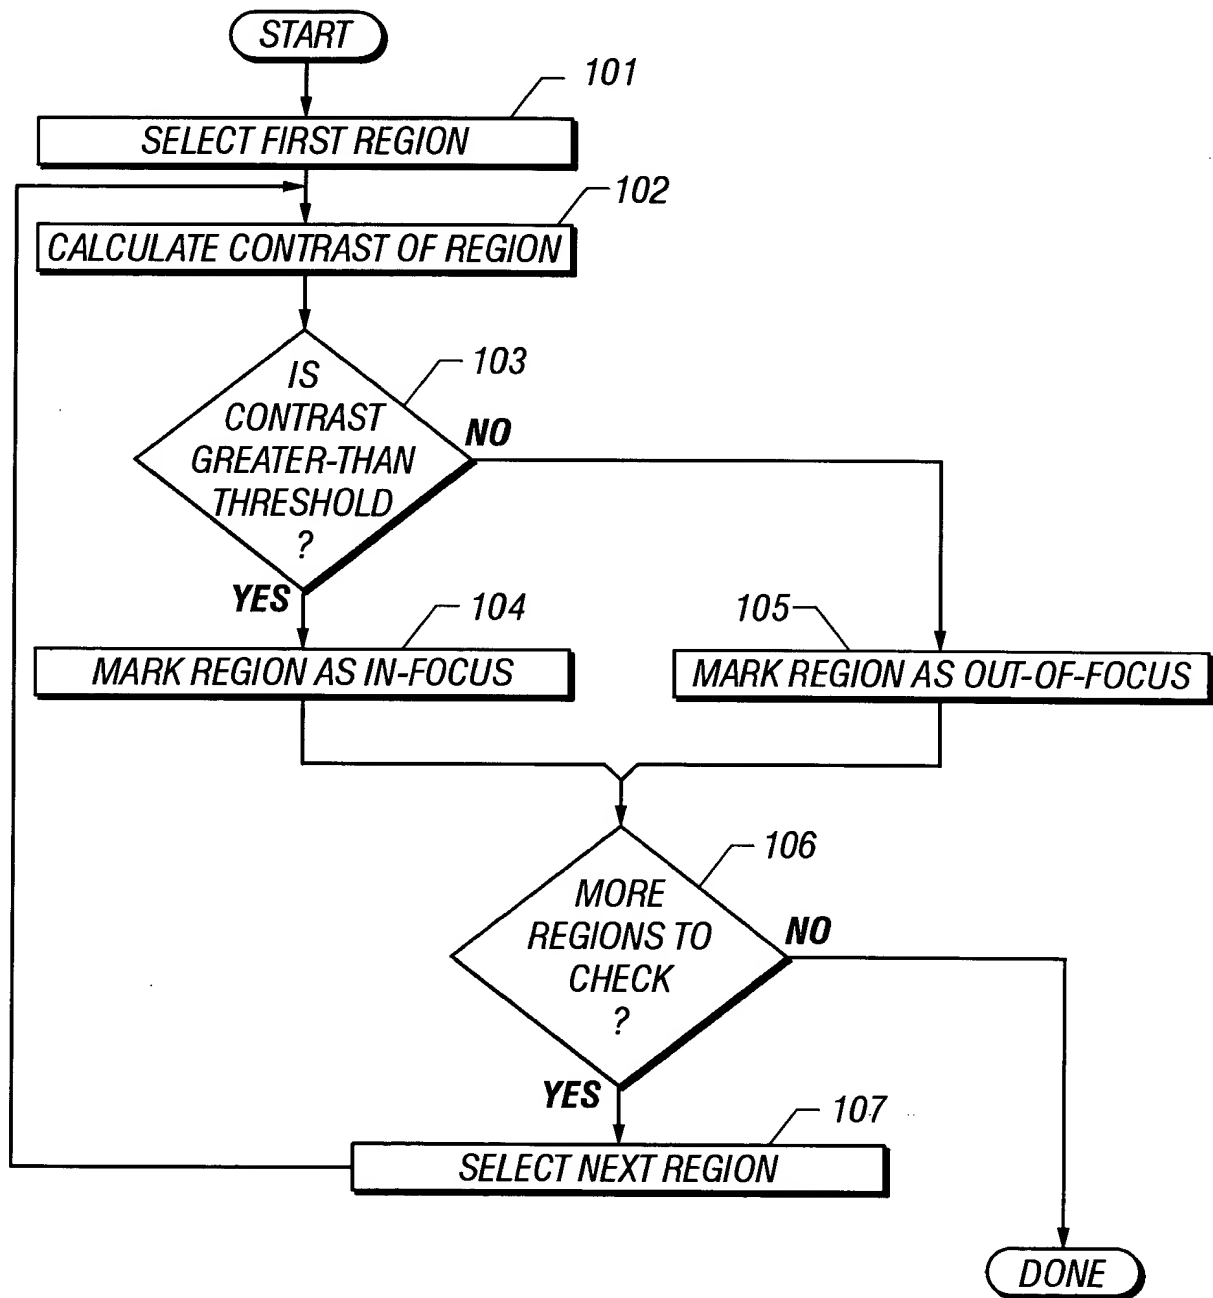 START
101
SELECT FIRST REGION
102
CALCULATE CONTRAST OF REGION
103
IS
CONTRAST
GREATER-THAN
THRESHOLD
?
NO
YES
104
MARK REGION AS IN-FOCUS
105
MARK REGION AS OUT-OF-FOCUS
106
MORE
REGIONS TO
CHECK
?
NO
YES
107
SELECT NEXT REGION
DONE